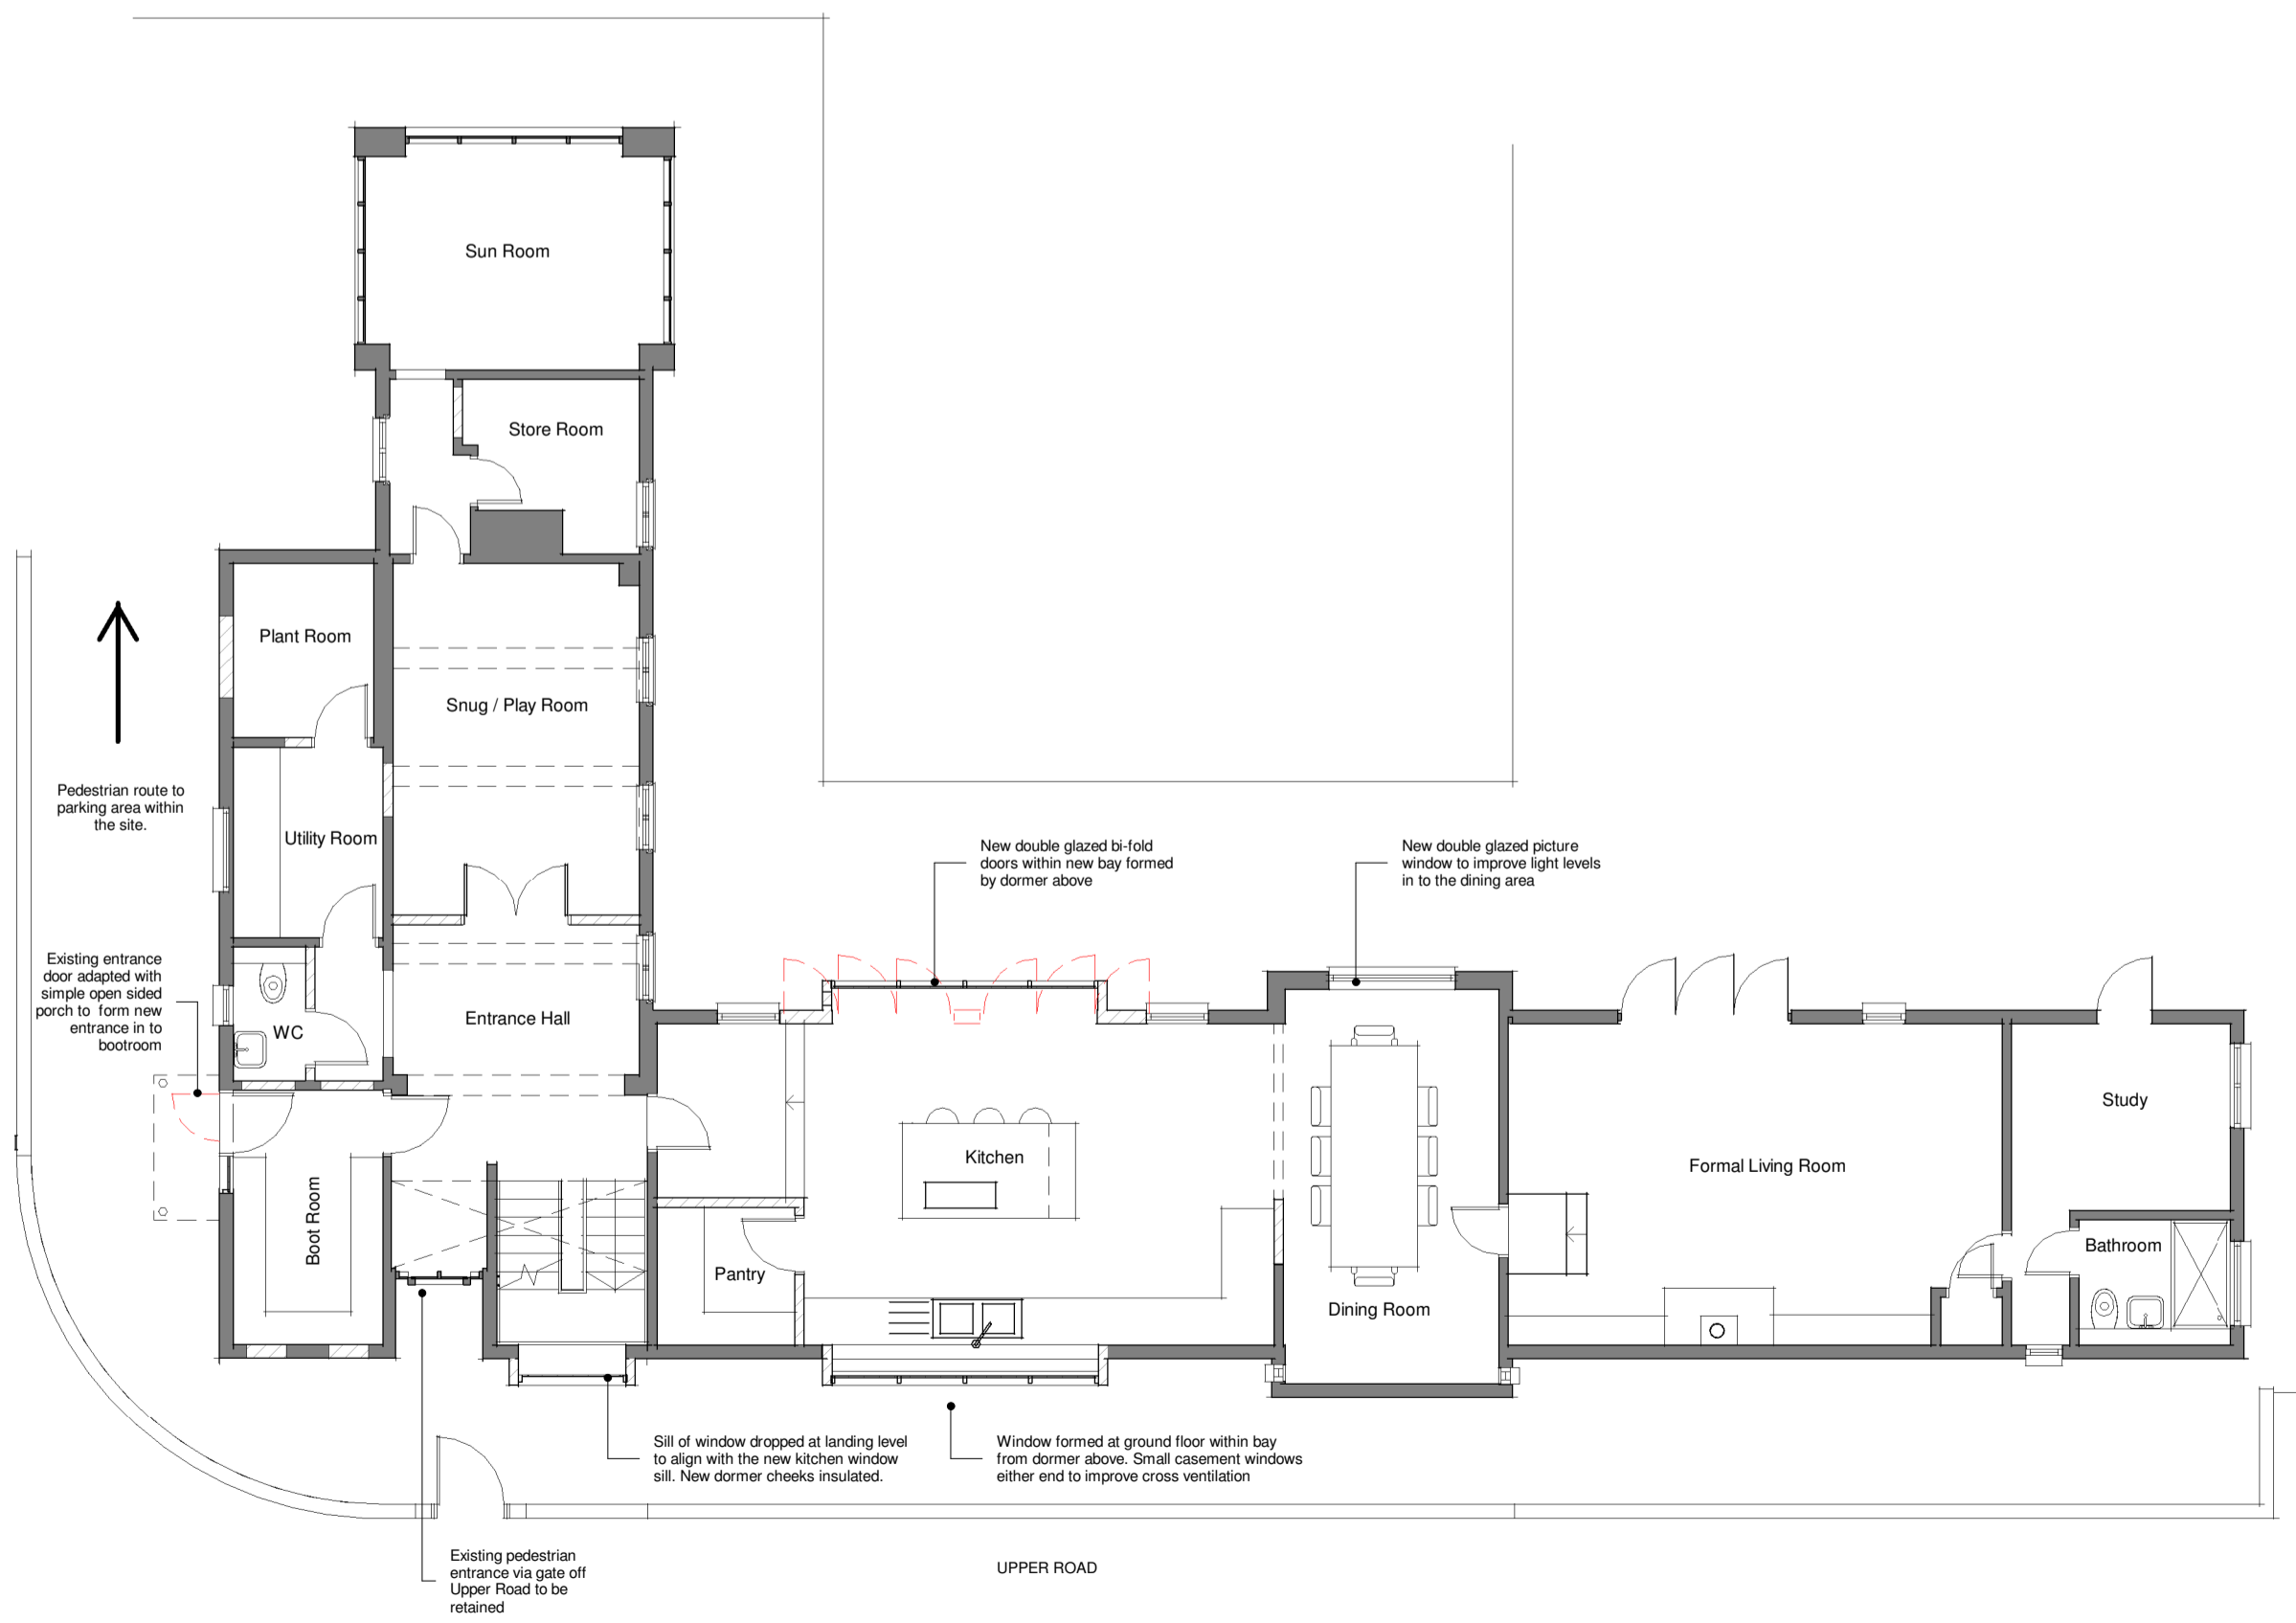 Sun Room
Store Room
Plant Room
Snug / Play Room
Pedestrian route to
parking area within
the site.
Utility Room
New double glazed bi-fold
doors within new bay formed
by dormer above
New double glazed picture
window to improve light levels
in to the dining area
Existing entrance
door adapted with
simple open sided
porch to form new
entrance in to
bootroom
WC
Entrance Hall
Kitchen
Formal Living Room
Study
Boot Room
Pantry
Dining Room
Bathroom
Sill of window dropped at landing level
to align with the new kitchen window
sill. New dormer cheeks insulated.
Window formed at ground floor within bay
from dormer above. Small casement windows
either end to improve cross ventilation
Existing pedestrian
entrance via gate off
Upper Road to be
retained
UPPER ROAD